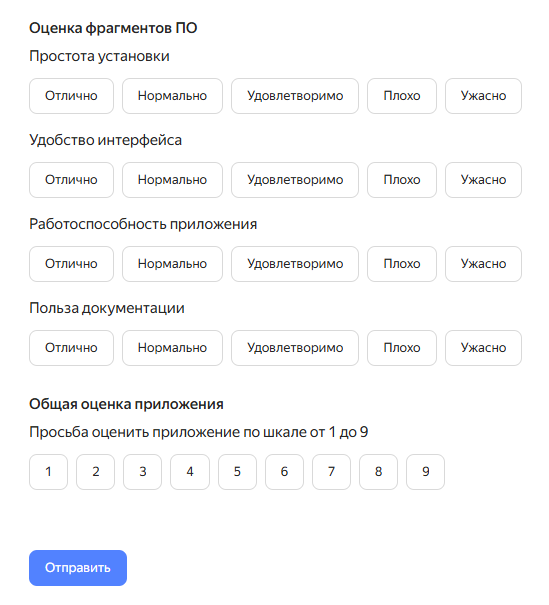 Оценка фрагментов ПО
Простота установки
Отлично Нормально Удовлетворимо Плохо Ужасно
Удобство интерфейса
Отлично Нормально Удовлетворимо Плохо Ужасно
Работоспособность приложения
Отлично Нормально Удовлетворимо Плохо Ужасно
Польза документации
Отлично Нормально Удовлетворимо Плохо Ужасно
Общая оценка приложения
Просьба оценить приложение по шкале от 1 до 9
1 2 3 4 5 6 7 8 9
Отправить